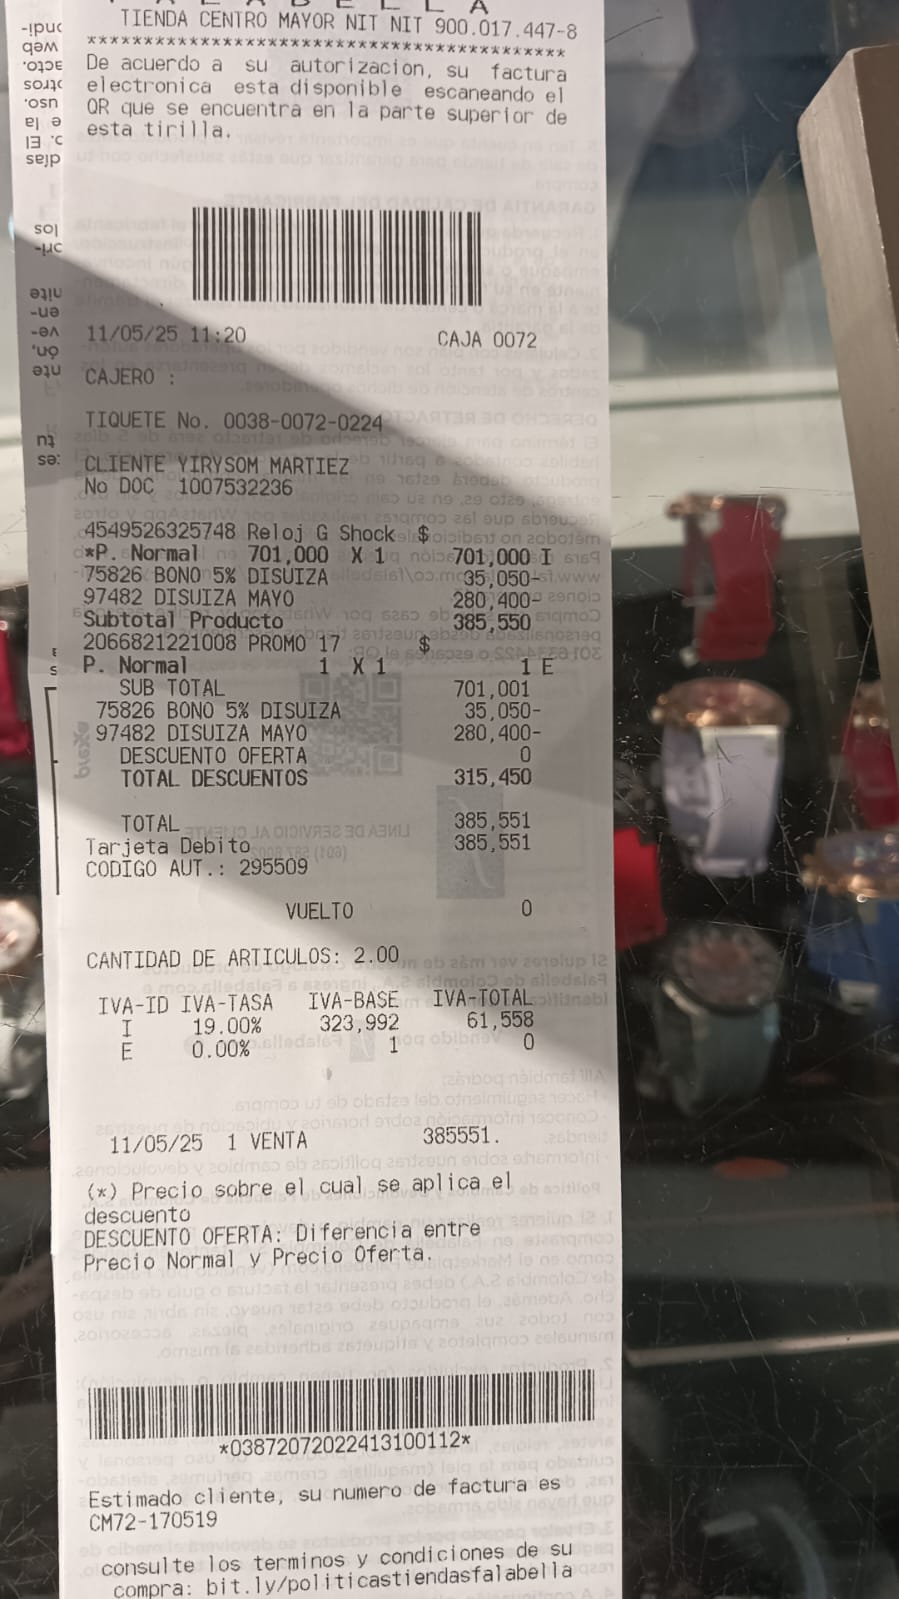 TIENDA CENTRO MAYOR NIT NIT 900.017.447-8
******************************************
De acuerdo a su autorizacion, su factura
electronica esta disponible escaneando el
QR que se encuentra en la parte superior de
esta tirilla.
11/05/25 11:20 CAJA 0072
CAJERO :
TIQUETE No. 0038-0072-0224
CLIENTE YIRYSOM MARTIEZ
No DOC 1007532236
4549526325748 Reloj G Shock $
*P. Normal 701,000 X 1 701,000 I
75826 BONO 5% DISUIZA 35,050-
97482 DISUIZA MAYO 280,400-
Subtotal Producto 385,550
2066821221008 PROMO 17 $
P. Normal 1 X 1 1 E
SUB TOTAL 701,001
75826 BONO 5% DISUIZA 35,050-
97482 DISUIZA MAYO 280,400-
DESCUENTO OFERTA 0
TOTAL DESCUENTOS 315,450
TOTAL 385,551
Tarjeta Debito 385,551
CODIGO AUT.: 295509
VUELTO 0
CANTIDAD DE ARTICULOS: 2.00
IVA-ID IVA-TASA IVA-BASE IVA-TOTAL
I 19.00% 323,992 61,558
E 0.00% 1 0
11/05/25 1 VENTA 385551.
(*) Precio sobre el cual se aplica el
descuento
DESCUENTO OFERTA: Diferencia entre
Precio Normal y Precio Oferta.
*03872072022413100112*
Estimado cliente, su numero de factura es
CM72-170519
consulte los terminos y condiciones de su
compra: bit.ly/politicastiendasfalabella